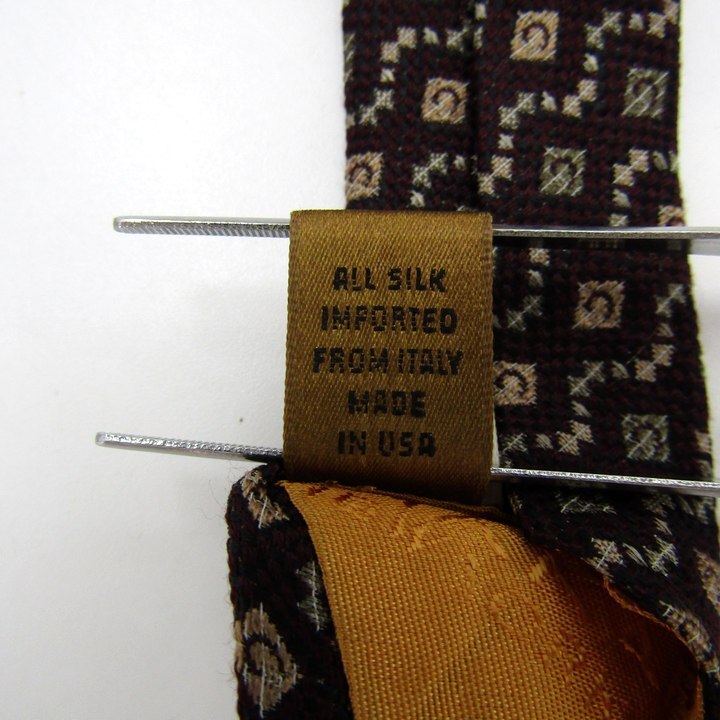 ALL SILK
IMPORTED
FROM ITALY
MADE
IN USA